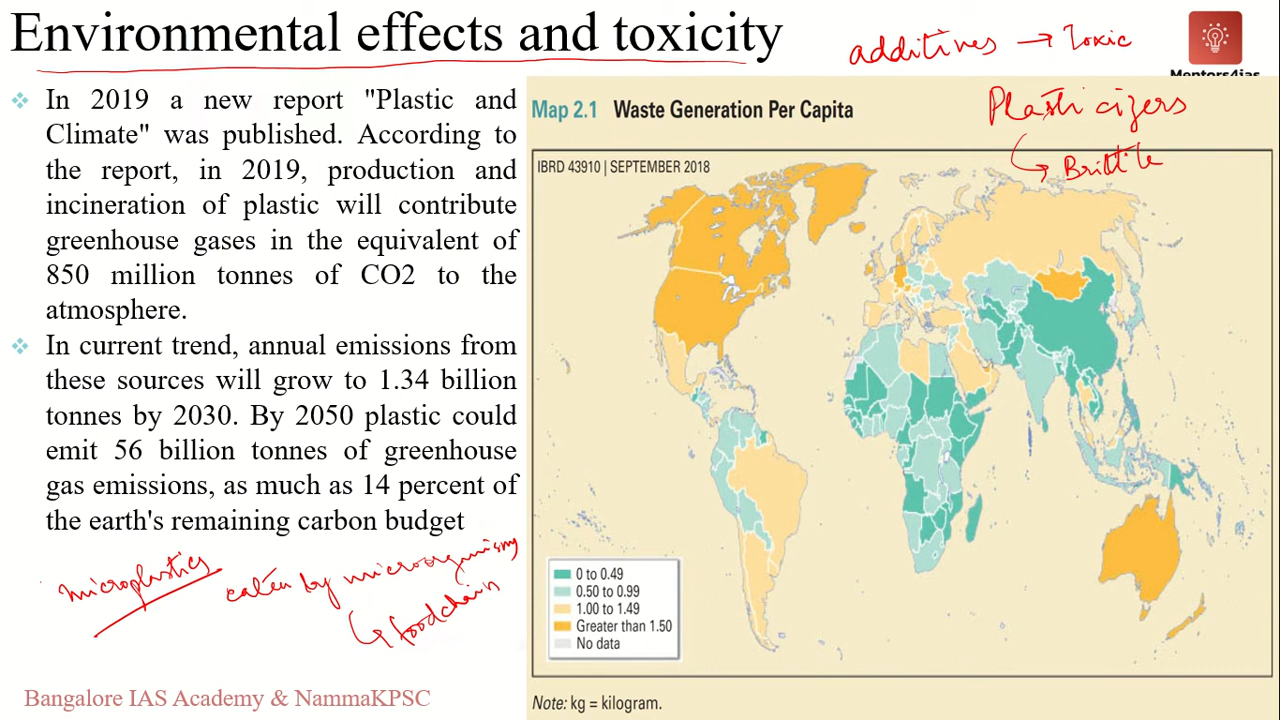 Environmental effects and toxicity
additives → Toxic
Mentors4ias
❖ In 2019 a new report "Plastic and
Climate" was published. According to
the report, in 2019, production and
incineration of plastic will contribute
greenhouse gases in the equivalent of
850 million tonnes of CO2 to the
atmosphere.
❖ In current trend, annual emissions from
these sources will grow to 1.34 billion
tonnes by 2030. By 2050 plastic could
emit 56 billion tonnes of greenhouse
gas emissions, as much as 14 percent of
the earth's remaining carbon budget
microplastics
eaten by microorganisms
↳ foodchain
Bangalore IAS Academy & NammaKPSC
Map 2.1 Waste Generation Per Capita
Plasticizers
↳ Brittle
IBRD 43910 | SEPTEMBER 2018
0 to 0.49
0.50 to 0.99
1.00 to 1.49
Greater than 1.50
No data
Note: kg = kilogram.